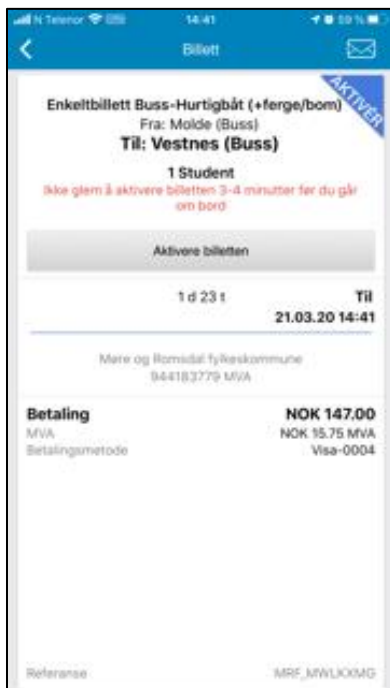 N Telenor 14.41 59 %
Billett
AKTIVÉR
Enkeltbillett Buss-Hurtigbåt (+ferge/bom)
Fra: Molde (Buss)
Til: Vestnes (Buss)
1 Student
Ikke glem å aktivere billetten 3-4 minutter før du går
om bord
Aktivere billetten
1 d 23 t Til
21.03.20 14:41
Møre og Romsdal fylkeskommune
944183779 MVA
Betaling NOK 147.00
MVA NOK 15.75 MVA
Betalingsmetode Visa-0004
Referanse